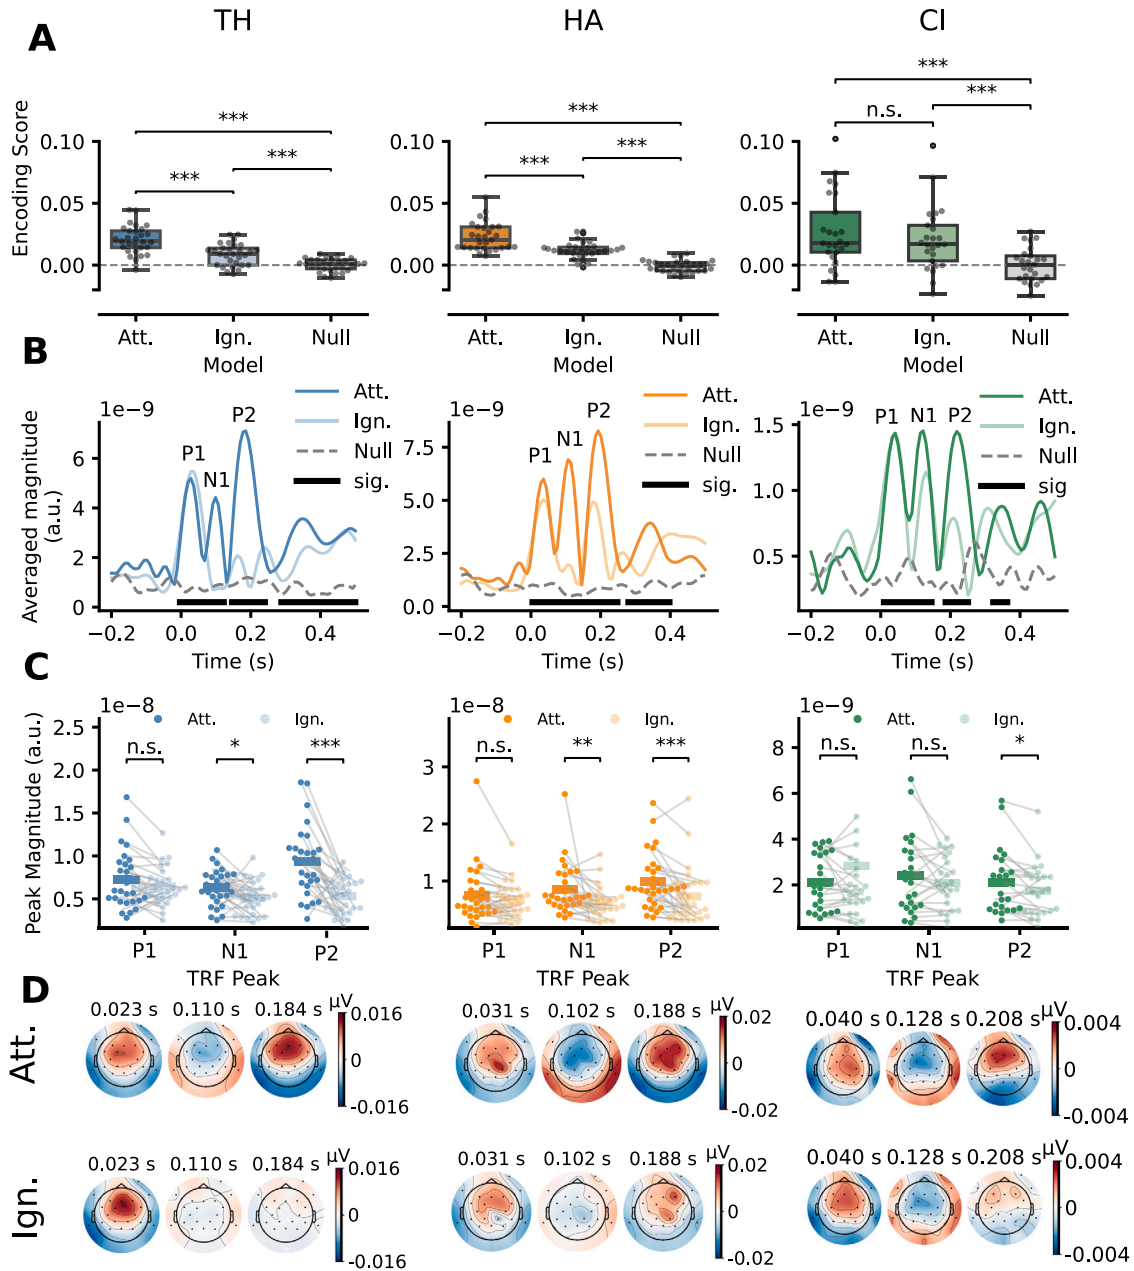 TH HA CI
A
Encoding Score
*** *** ***
*** *** n.s. ***
*** ***
0.10 0.10 0.10
0.05 0.05 0.05
0.00 0.00 0.00
Att. Ign. Null Att. Ign. Null Att. Ign. Null
Model Model Model
B
Averaged magnitude
(a.u.)
1e−9 1e−9 1e−9
Att. Att. Att.
Ign. Ign. Ign.
Null Null Null
sig. sig. sig
P1 N1 P2 P1 N1 P2 P1 N1 P2
6 7.5 1.5
4 5.0 1.0
2 2.5 0.5
0 0.0
−0.2 0.0 0.2 0.4 −0.2 0.0 0.2 0.4 −0.2 0.0 0.2 0.4
Time (s) Time (s) Time (s)
C
Peak Magnitude (a.u.)
1e−8 1e−8 1e−9
Att. Ign. Att. Ign. Att. Ign.
n.s. * *** n.s. ** *** n.s. n.s. *
2.5 3 8
2.0 2 6
1.5 1 4
1.0 2
0.5
P1 N1 P2 P1 N1 P2 P1 N1 P2
TRF Peak TRF Peak TRF Peak
D
Att.
0.023 s 0.110 s 0.184 s 0.031 s 0.102 s 0.188 s 0.040 s 0.128 s 0.208 s
μV μV μV
0.016 0.02 0.004
0 0 0
-0.016 -0.02 -0.004
Ign.
0.023 s 0.110 s 0.184 s 0.031 s 0.102 s 0.188 s 0.040 s 0.128 s 0.208 s
μV μV μV
0.016 0.02 0.004
0 0 0
-0.016 -0.02 -0.004